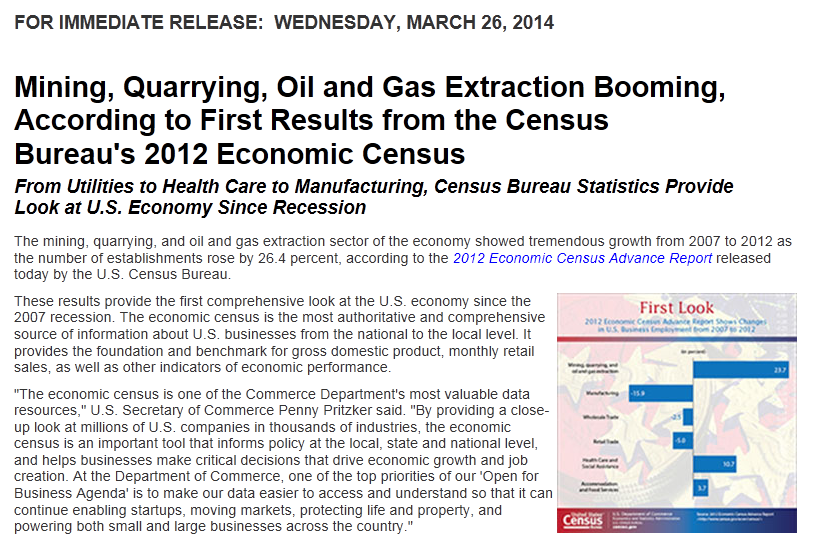 FOR IMMEDIATE RELEASE: WEDNESDAY, MARCH 26, 2014
Mining, Quarrying, Oil and Gas Extraction Booming,
According to First Results from the Census
Bureau's 2012 Economic Census
From Utilities to Health Care to Manufacturing, Census Bureau Statistics Provide
Look at U.S. Economy Since Recession
The mining, quarrying, and oil and gas extraction sector of the economy showed tremendous growth from 2007 to 2012 as
the number of establishments rose by 26.4 percent, according to the 2012 Economic Census Advance Report released
today by the U.S. Census Bureau.
These results provide the first comprehensive look at the U.S. economy since the
2007 recession. The economic census is the most authoritative and comprehensive
source of information about U.S. businesses from the national to the local level. It
provides the foundation and benchmark for gross domestic product, monthly retail
sales, as well as other indicators of economic performance.
"The economic census is one of the Commerce Department's most valuable data
resources," U.S. Secretary of Commerce Penny Pritzker said. "By providing a close-
up look at millions of U.S. companies in thousands of industries, the economic
census is an important tool that informs policy at the local, state and national level,
and helps businesses make critical decisions that drive economic growth and job
creation. At the Department of Commerce, one of the top priorities of our 'Open for
Business Agenda' is to make our data easier to access and understand so that it can
continue enabling startups, moving markets, protecting life and property, and
powering both small and large businesses across the country."
First Look
2012 Economic Census Advance Report Shows Changes
in U.S. Business Employment from 2007 to 2012
(in percent)
Mining, quarrying, and
oil and gas extraction
23.7
Manufacturing
Wholesale Trade
Retail Trade
-5.0
Health Care and
Social Assistance
10.7
Accommodation
and Food Services
3.7
United States
Census
Bureau
U.S. Department of Commerce
Economics and Statistics Administration
census.gov